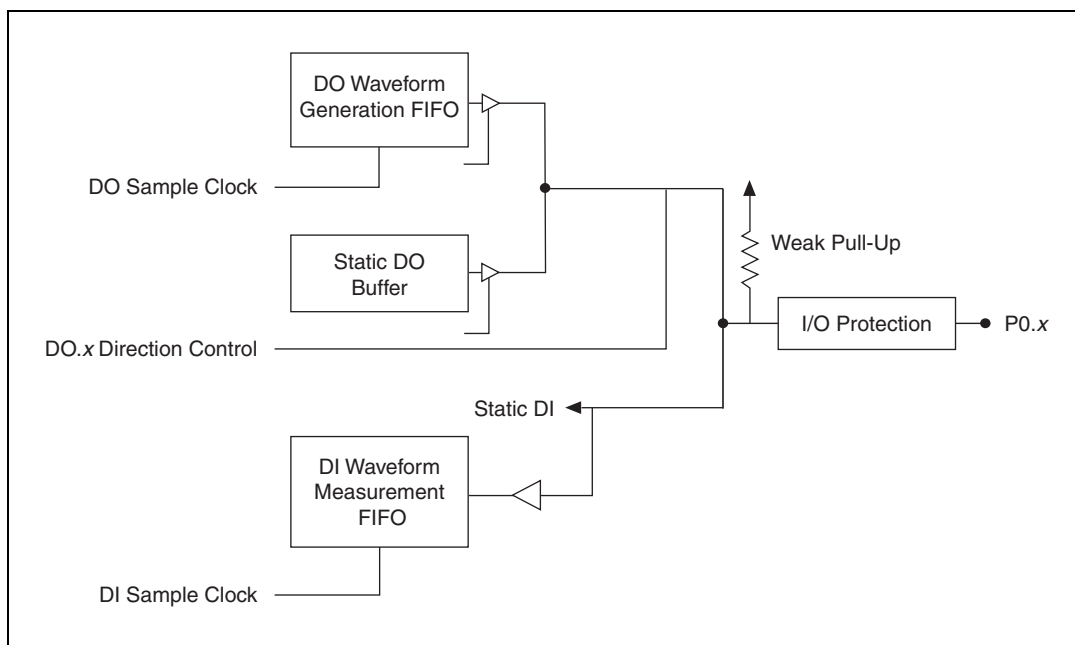 DO Waveform
Generation FIFO
DO Sample Clock
Weak Pull-Up
Static DO
Buffer
I/O Protection
P0.x
DO.x Direction Control
Static DI
DI Waveform
Measurement
FIFO
DI Sample Clock